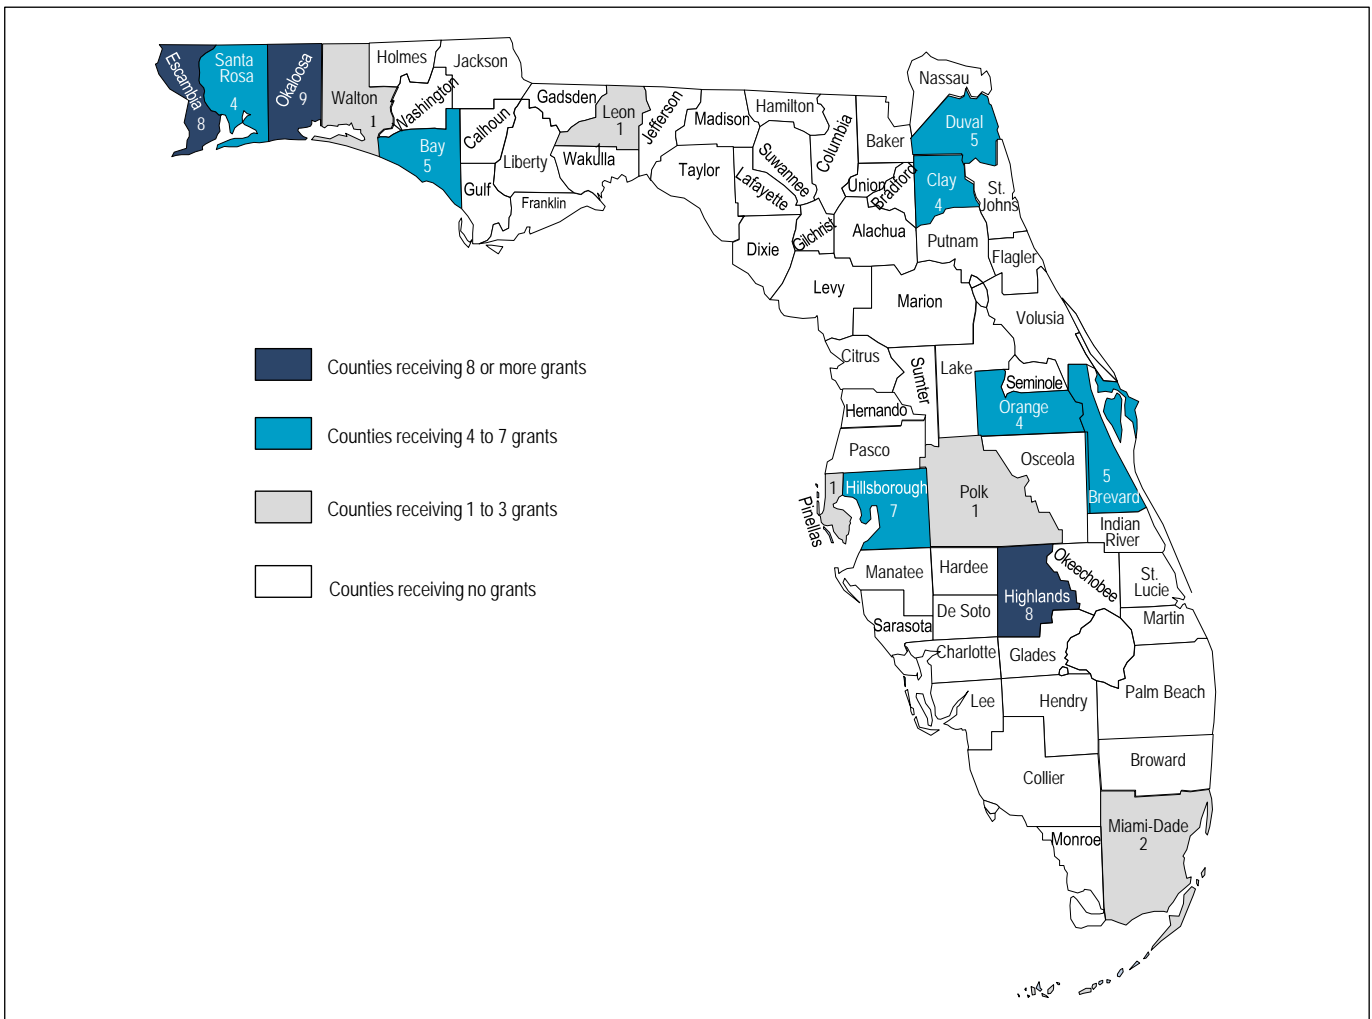 Escambia
8
Santa
Rosa
4
Okaloosa
9
Walton
1
Holmes
Jackson
Washington
Bay
5
Calhoun
Gulf
Liberty
Gadsden
Franklin
Leon
1
1
Wakulla
Jefferson
Madison
Taylor
Hamilton
Suwannee
Lafayette
Dixie
Columbia
Gilchrist
Levy
Baker
Union
Bradford
Alachua
Nassau
Duval
5
Clay
4
St.
Johns
Putnam
Flagler
Marion
Volusia
Citrus
Sumter
Lake
Seminole
Orange
4
Hernando
Pasco
Osceola
5
Brevard
1
Pinellas
Hillsborough
7
Polk
1
Indian
River
Manatee
Hardee
Highlands
8
Okeechobee
St.
Lucie
De Soto
Sarasota
Martin
Charlotte
Glades
Lee
Hendry
Palm Beach
Collier
Broward
Monroe
Miami-Dade
2
Counties receiving 8 or more grants
Counties receiving 4 to 7 grants
Counties receiving 1 to 3 grants
Counties receiving no grants